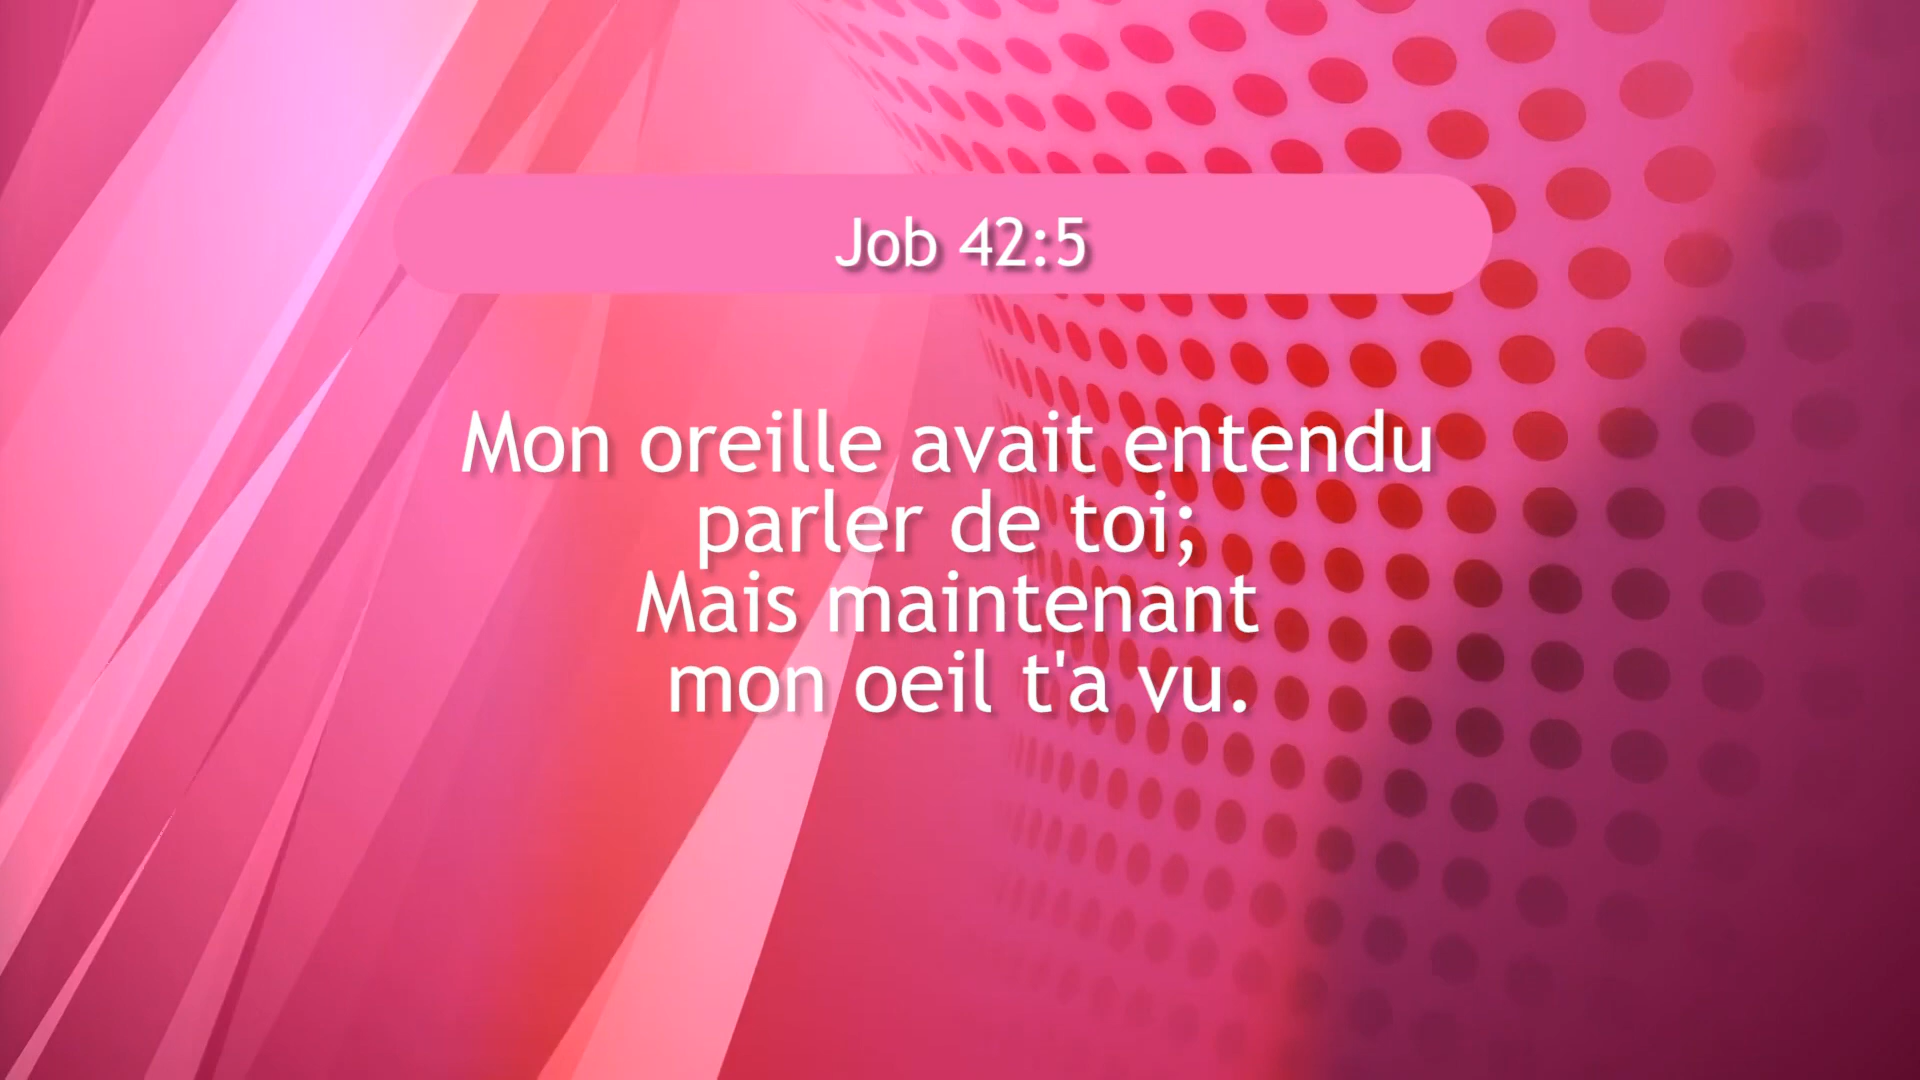 Job 42:5
Mon oreille avait entendu
parler de toi;
Mais maintenant
mon oeil t'a vu.